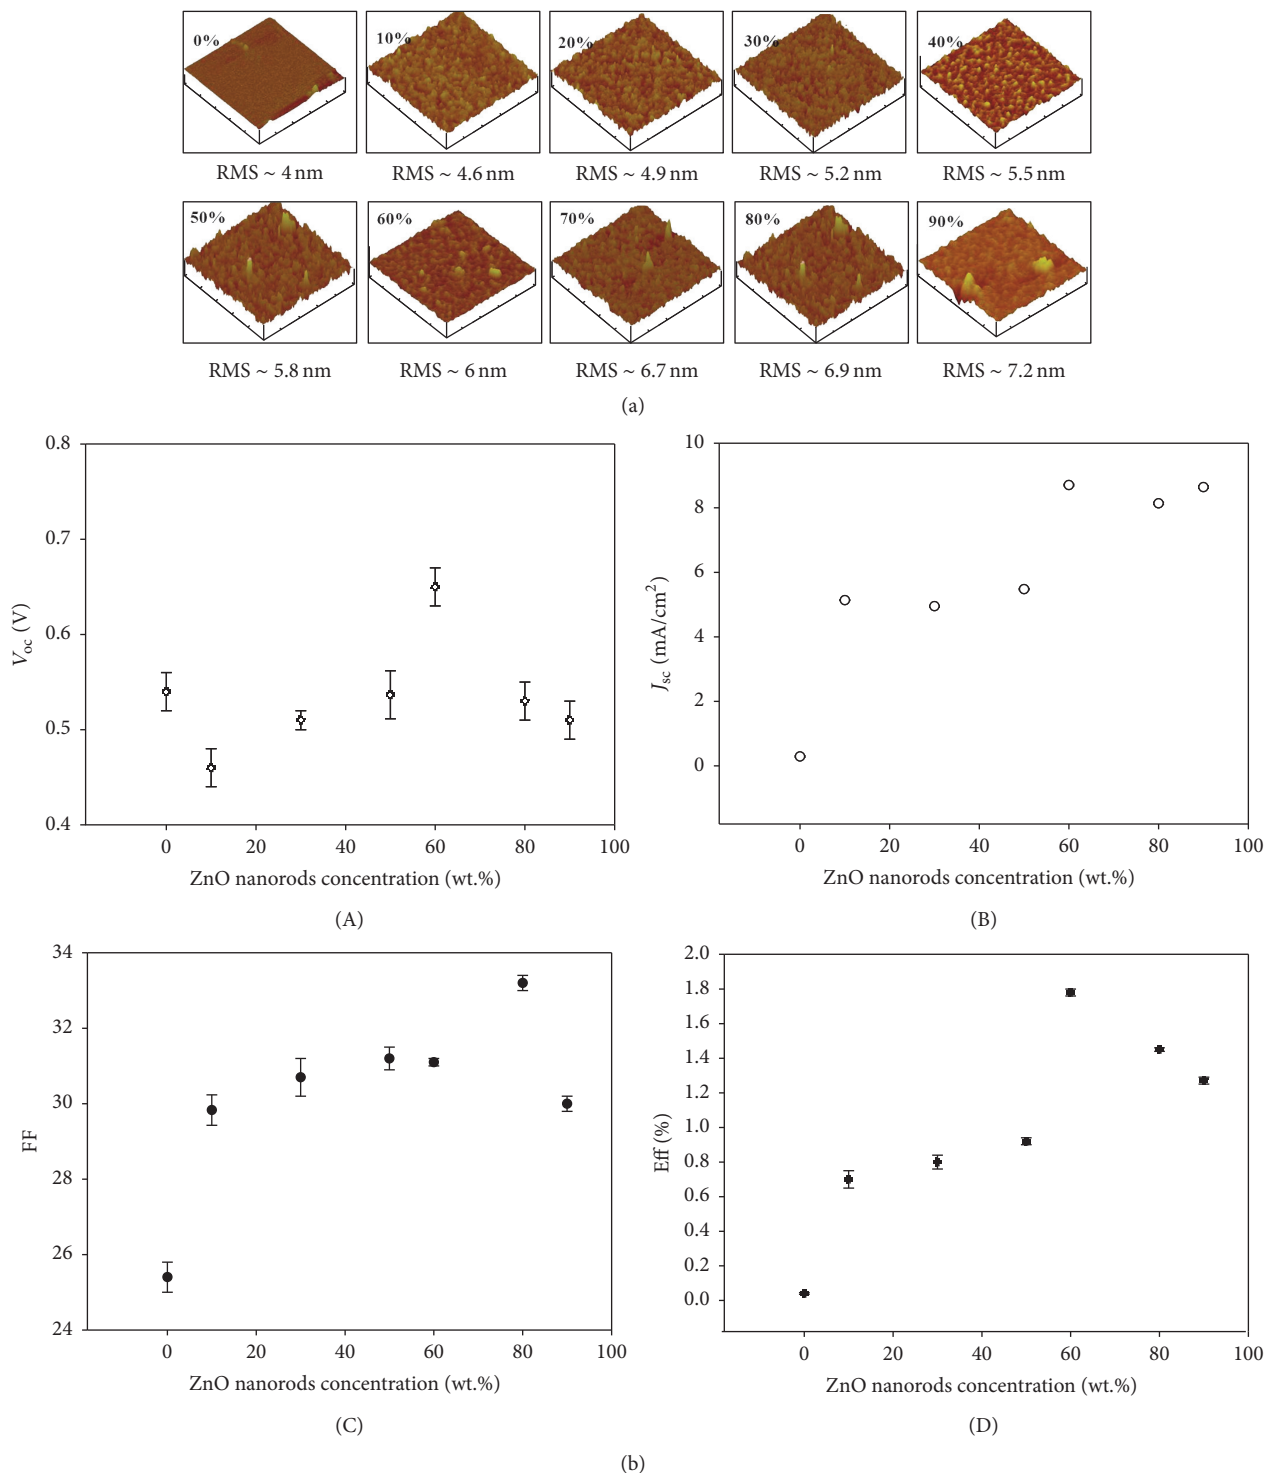 0% 10% 20% 30% 40%
RMS ~ 4 nm RMS ~ 4.6 nm RMS ~ 4.9 nm RMS ~ 5.2 nm RMS ~ 5.5 nm
50% 60% 70% 80% 90%
RMS ~ 5.8 nm RMS ~ 6 nm RMS ~ 6.7 nm RMS ~ 6.9 nm RMS ~ 7.2 nm
(a)
0.8
0.7
0.6
0.5
0.4
V_oc (V)
0 20 40 60 80 100
ZnO nanorods concentration (wt.%)
(A)
10
8
6
4
2
0
J_sc (mA/cm²)
0 20 40 60 80 100
ZnO nanorods concentration (wt.%)
(B)
34
32
30
28
26
24
FF
0 20 40 60 80 100
ZnO nanorods concentration (wt.%)
(C)
2.0
1.8
1.6
1.4
1.2
1.0
0.8
0.6
0.4
0.2
0.0
Eff (%)
0 20 40 60 80 100
ZnO nanorods concentration (wt.%)
(D)
(b)